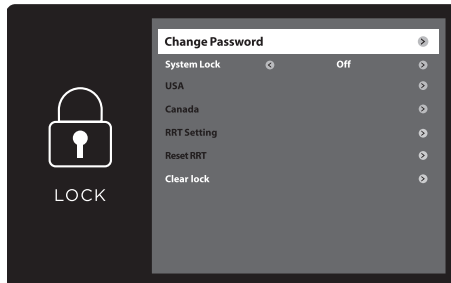 Change Password
System Lock Off
USA
Canada
RRT Setting
Reset RRT
Clear lock
LOCK